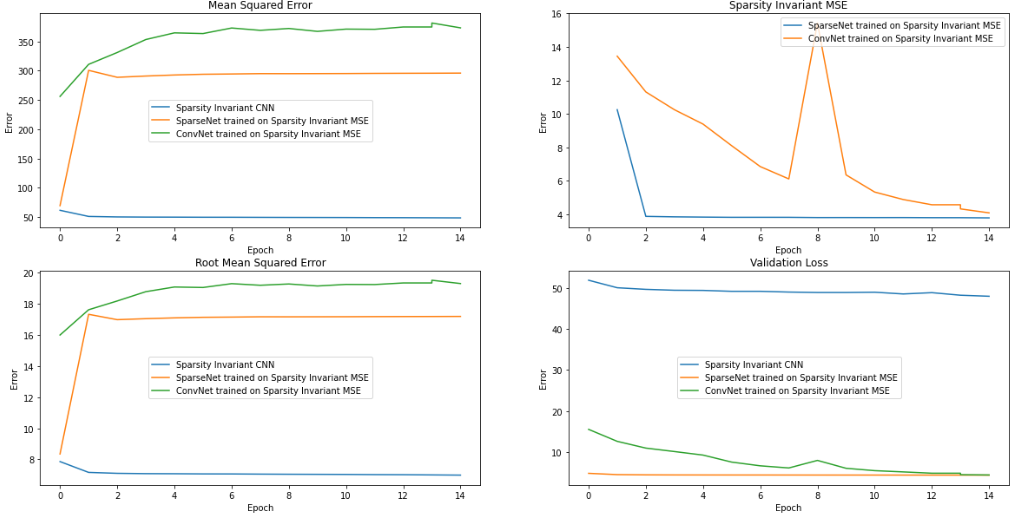 Mean Squared Error
Error
350
300
250
200
150
100
50
Sparsity Invariant CNN
SparseNet trained on Sparsity Invariant MSE
ConvNet trained on Sparsity Invariant MSE
0 2 4 6 8 10 12 14
Epoch
Sparsity Invariant MSE
Error
16
14
12
10
8
6
4
SparseNet trained on Sparsity Invariant MSE
ConvNet trained on Sparsity Invariant MSE
0 2 4 6 8 10 12 14
Epoch
Root Mean Squared Error
Error
20
18
16
14
12
10
8
Sparsity Invariant CNN
SparseNet trained on Sparsity Invariant MSE
ConvNet trained on Sparsity Invariant MSE
0 2 4 6 8 10 12 14
Epoch
Validation Loss
Error
50
40
30
20
10
Sparsity Invariant CNN
SparseNet trained on Sparsity Invariant MSE
ConvNet trained on Sparsity Invariant MSE
0 2 4 6 8 10 12 14
Epoch